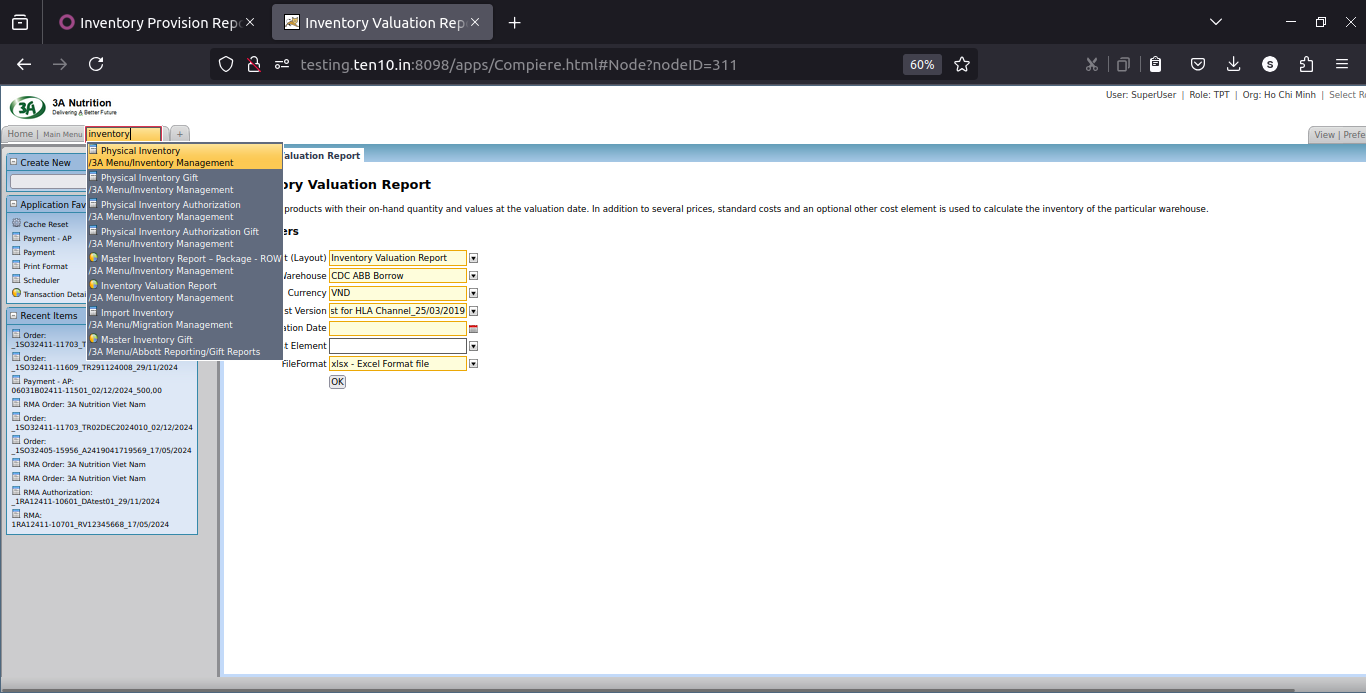 Inventory Provision Repo
Inventory Valuation Rep
testing.ten10.in:8098/apps/Compiere.html#Node?nodeID=311
60%
S
3A
3A Nutrition
Delivering A Better Future
User: SuperUser | Role: TPT | Org: Ho Chi Minh | Select R
Home | Main Menu
inventory
+
View | Prefe
Create New
Application Fav
Cache Reset
Payment - AP
Payment
Print Format
Scheduler
Transaction Detai
Recent Items
Order:
_1SO32411-11703_T
Order:
_1SO32411-11609_TR291124008_29/11/2024
Payment - AP:
06031B02411-11501_02/12/2024_500,00
RMA Order: 3A Nutrition Viet Nam
Order:
_1SO32411-11703_TR02DEC2024010_02/12/2024
Order:
_1SO32405-15956_A2419041719569_17/05/2024
RMA Order: 3A Nutrition Viet Nam
RMA Order: 3A Nutrition Viet Nam
RMA Authorization:
_1RA12411-10601_DAtest01_29/11/2024
RMA:
1RA12411-10701_RV12345668_17/05/2024
Physical Inventory
/3A Menu/Inventory Management
Physical Inventory Gift
/3A Menu/Inventory Management
Physical Inventory Authorization
/3A Menu/Inventory Management
Physical Inventory Authorization Gift
/3A Menu/Inventory Management
Master Inventory Report – Package - ROW
/3A Menu/Inventory Management
Inventory Valuation Report
/3A Menu/Inventory Management
Import Inventory
/3A Menu/Migration Management
Master Inventory Gift
/3A Menu/Abbott Reporting/Gift Reports
aluation Report
ry Valuation Report
products with their on-hand quantity and values at the valuation date. In addition to several prices, standard costs and an optional other cost element is used to calculate the inventory of the particular warehouse.
ers
t (Layout) Inventory Valuation Report
Warehouse CDC ABB Borrow
Currency VND
st Version st for HLA Channel_25/03/2019
ation Date
t Element
FileFormat xlsx - Excel Format file
OK